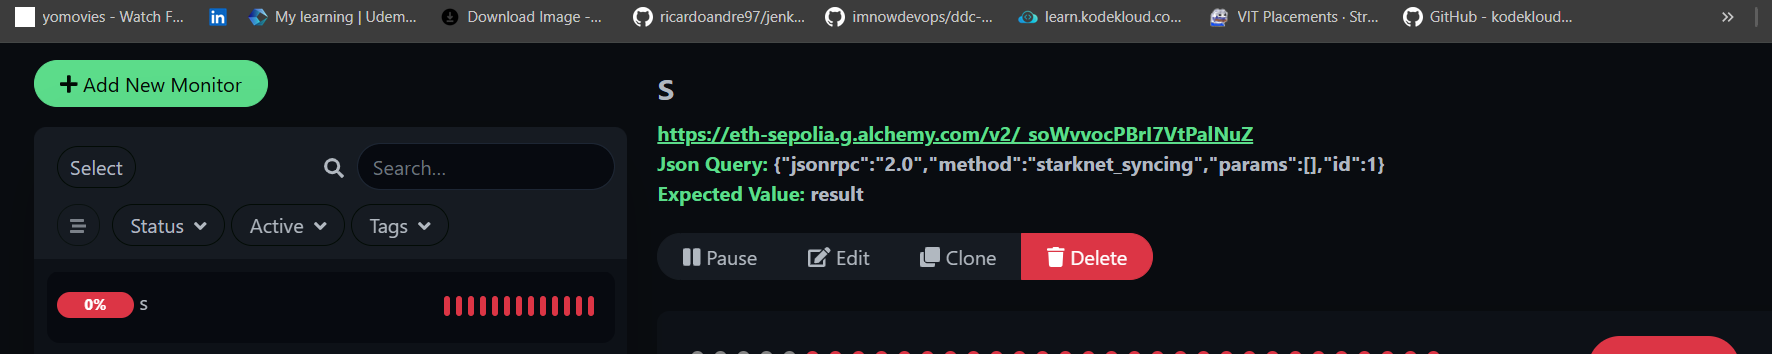 yomovies - Watch F...
My learning | Udem...
Download Image -...
ricardoandre97/jenk...
imnowdevops/ddc-...
learn.kodekloud.co...
VIT Placements · Str...
GitHub - kodekloud...
Add New Monitor
Select
Search...
Status
Active
Tags
0%
s
s
https://eth-sepolia.g.alchemy.com/v2/_soWvvocPBrI7VtPalNuZ
Json Query: {"jsonrpc":"2.0","method":"starknet_syncing","params":[],"id":1}
Expected Value: result
Pause
Edit
Clone
Delete